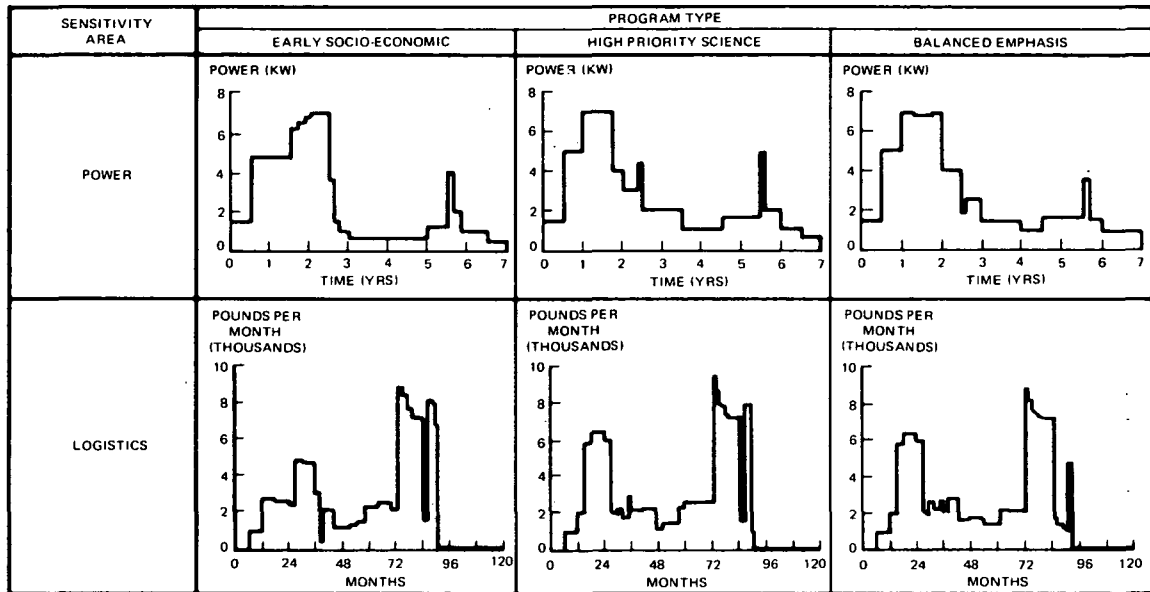 SENSITIVITY
AREA
PROGRAM TYPE
EARLY SOCIO-ECONOMIC
HIGH PRIORITY SCIENCE
BALANCED EMPHASIS
POWER
POWER (KW)
8
6
4
2
0
0 1 2 3 4 5 6 7
TIME (YRS)
POWER (KW)
8
6
4
2
0
0 1 2 3 4 5 6 7
TIME (YRS)
POWER (KW)
8
6
4
2
0
0 1 2 3 4 5 6 7
TIME (YRS)
LOGISTICS
POUNDS PER
MONTH
(THOUSANDS)
10
8
6
4
2
0
0 24 48 72 96 120
MONTHS
POUNDS PER
MONTH
(THOUSANDS)
10
8
6
4
2
0
0 24 48 72 96 120
MONTHS
POUNDS PER
MONTH
(THOUSANDS)
10
8
6
4
2
0
0 24 48 72 96 120
MONTHS